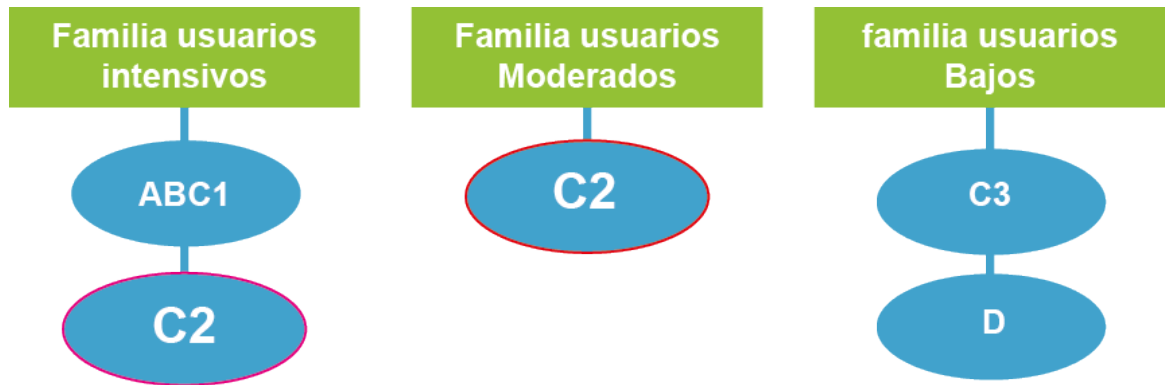 Familia usuarios
intensivos
ABC1
C2
Familia usuarios
Moderados
C2
familia usuarios
Bajos
C3
D